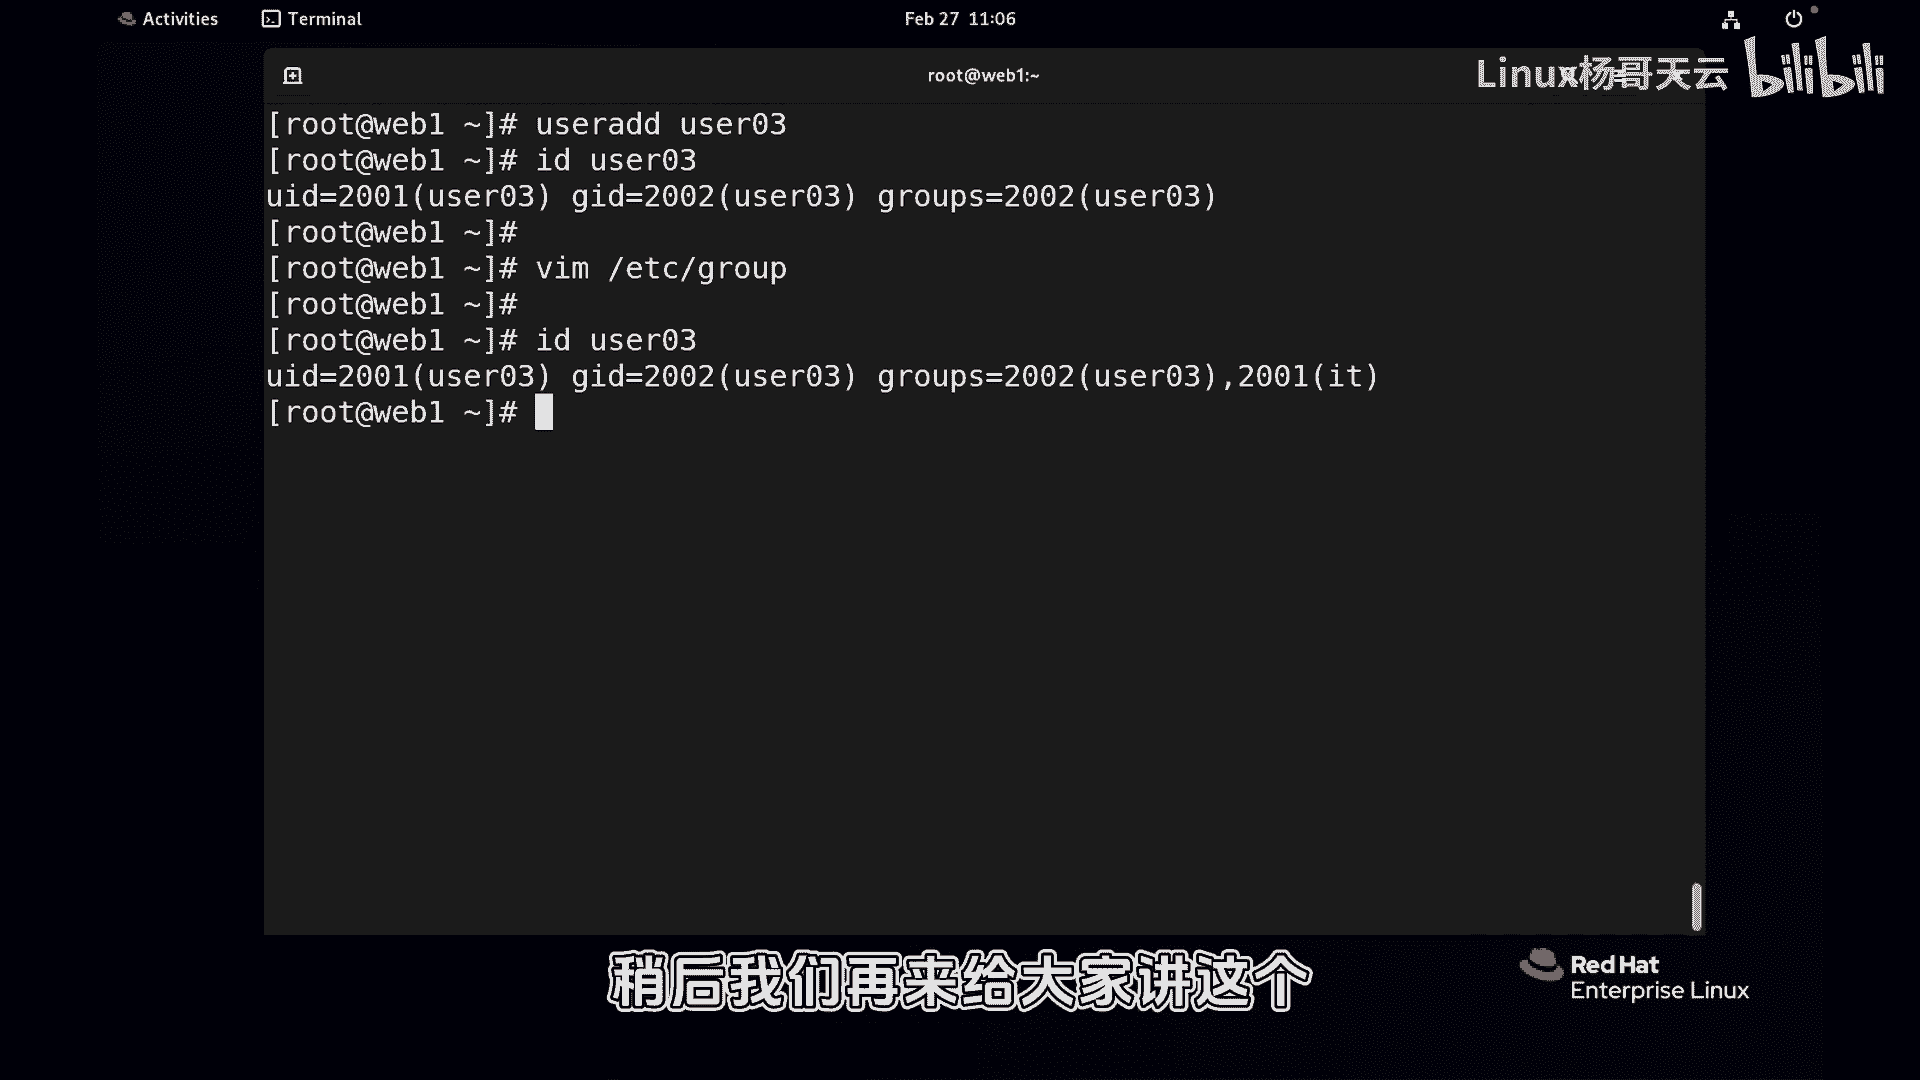 Activities Terminal Feb 27 11:06
root@web1:~
Linux杨哥天云 bilibili
[root@web1 ~]# useradd user03
[root@web1 ~]# id user03
uid=2001(user03) gid=2002(user03) groups=2002(user03)
[root@web1 ~]#
[root@web1 ~]# vim /etc/group
[root@web1 ~]#
[root@web1 ~]# id user03
uid=2001(user03) gid=2002(user03) groups=2002(user03),2001(it)
[root@web1 ~]#
稍后我们再来给大家讲这个
Red Hat
Enterprise Linux